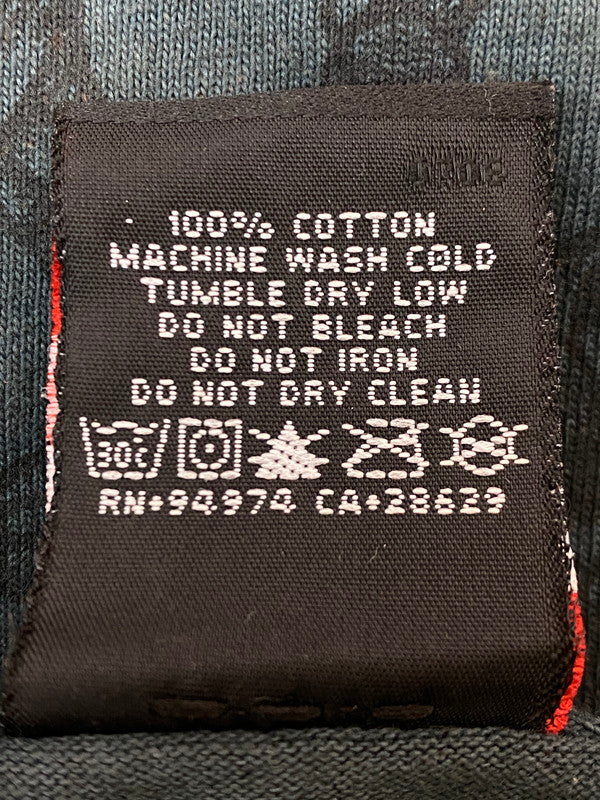 100% COTTON
MACHINE WASH COLD
TUMBLE DRY LOW
DO NOT BLEACH
DO NOT IRON
DO NOT DRY CLEAN
30c
RN*94974 CA*28639